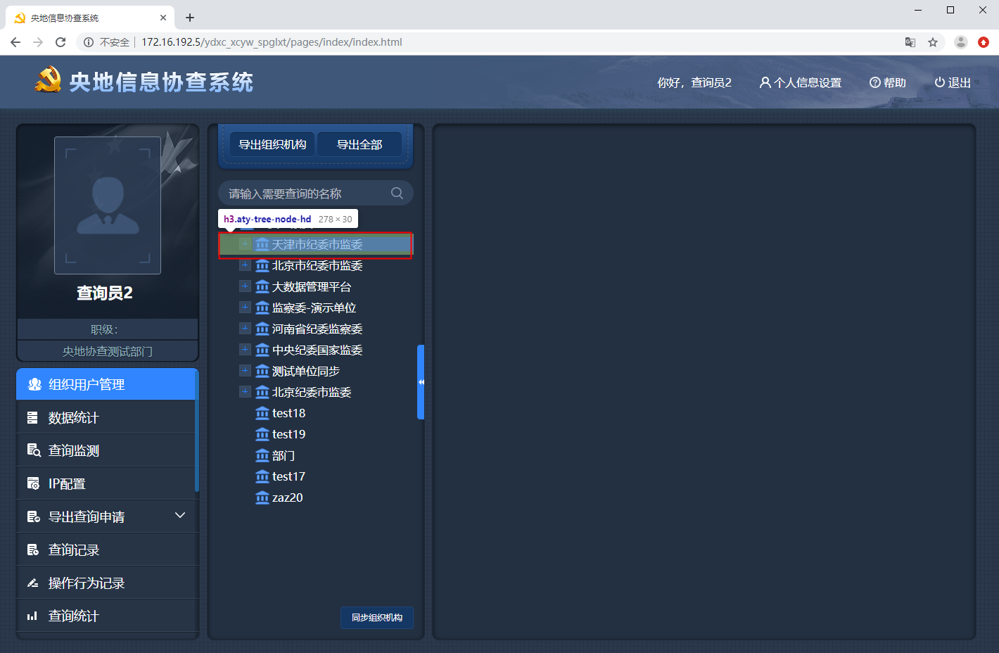 央地信息协查系统
不安全 172.16.192.5/ydxc_xcyw_spglxt/pages/index/index.html
央地信息协查系统
你好，查询员2 个人信息设置 帮助 退出
查询员2
职级：
央地协查测试部门
组织用户管理
数据统计
查询监测
IP配置
导出查询申请
查询记录
操作行为记录
查询统计
导出组织机构 导出全部
请输入需要查询的名称
h3.aty-tree-node-hd 278 × 30
天津市纪委市监委
北京市纪委市监委
大数据管理平台
监察委-演示单位
河南省纪委监察委
中央纪委国家监委
测试单位同步
北京纪委市监委
test18
test19
部门
test17
zaz20
同步组织机构